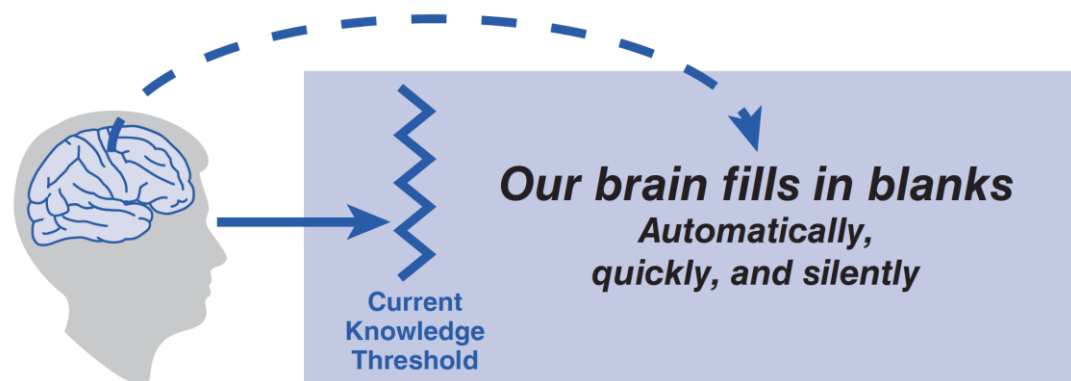 Our brain fills in blanks
Automatically,
quickly, and silently
Current
Knowledge
Threshold